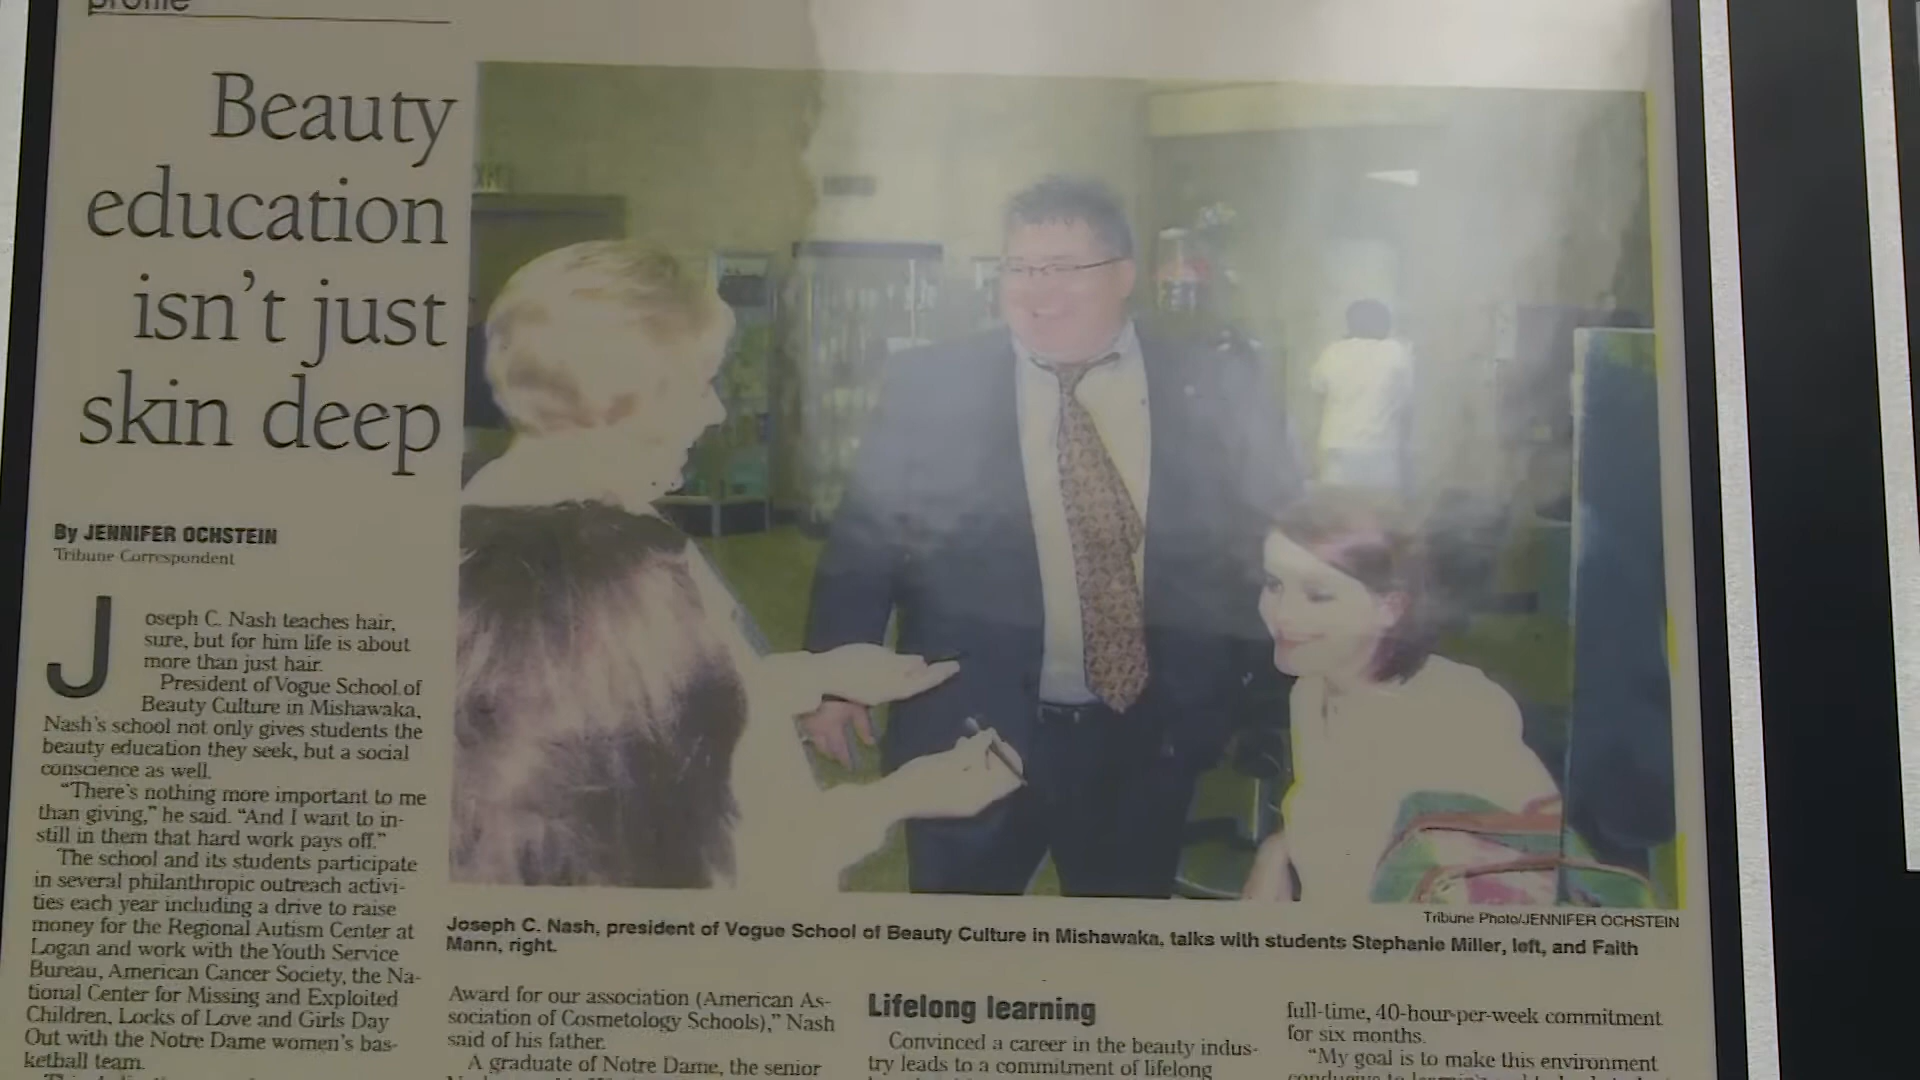 profile
Beauty
education
isn't just
skin deep
By JENNIFER OCHSTEIN
Tribune Correspondent
Joseph C. Nash teaches hair,
sure, but for him life is about
more than just hair.
President of Vogue School of
Beauty Culture in Mishawaka,
Nash's school not only gives students the
beauty education they seek, but a social
conscience as well.
"There's nothing more important to me
than giving," he said. "And I want to in-
still in them that hard work pays off."
The school and its students participate
in several philanthropic outreach activi-
ties each year including a drive to raise
money for the Regional Autism Center at
Logan and work with the Youth Service
Bureau, American Cancer Society, the Na-
tional Center for Missing and Exploited
Children, Locks of Love and Girls Day
Out with the Notre Dame women's bas-
ketball team.
EXIT
Tribune Photo/JENNIFER OCHSTEIN
Joseph C. Nash, president of Vogue School of Beauty Culture in Mishawaka, talks with students Stephanie Miller, left, and Faith
Mann, right.
Award for our association (American As-
sociation of Cosmetology Schools)," Nash
said of his father.
A graduate of Notre Dame, the senior
Lifelong learning
Convinced a career in the beauty indus-
try leads to a commitment of lifelong
full-time, 40-hour-per-week commitment
for six months.
"My goal is to make this environment